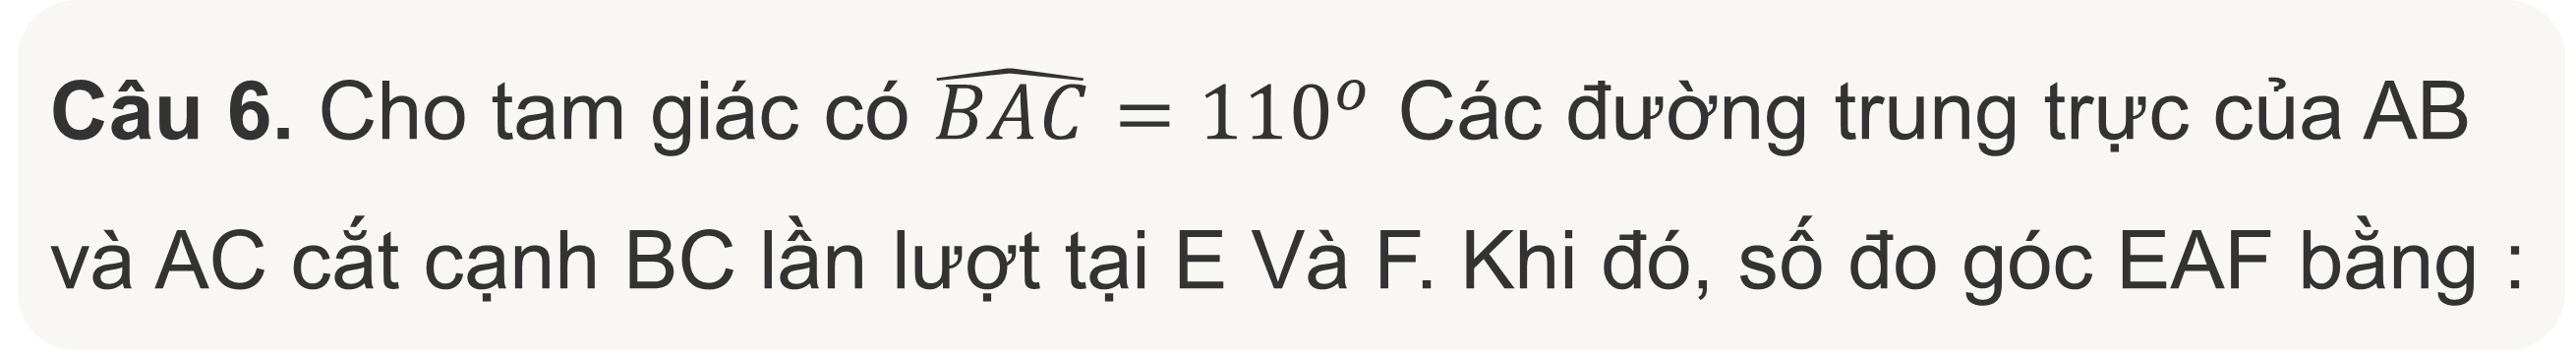 Câu 6. Cho tam giác có $\widehat{BAC} = 110^o$ Các đường trung trực của AB
và AC cắt cạnh BC lần lượt tại E Và F. Khi đó, số đo góc EAF bằng :